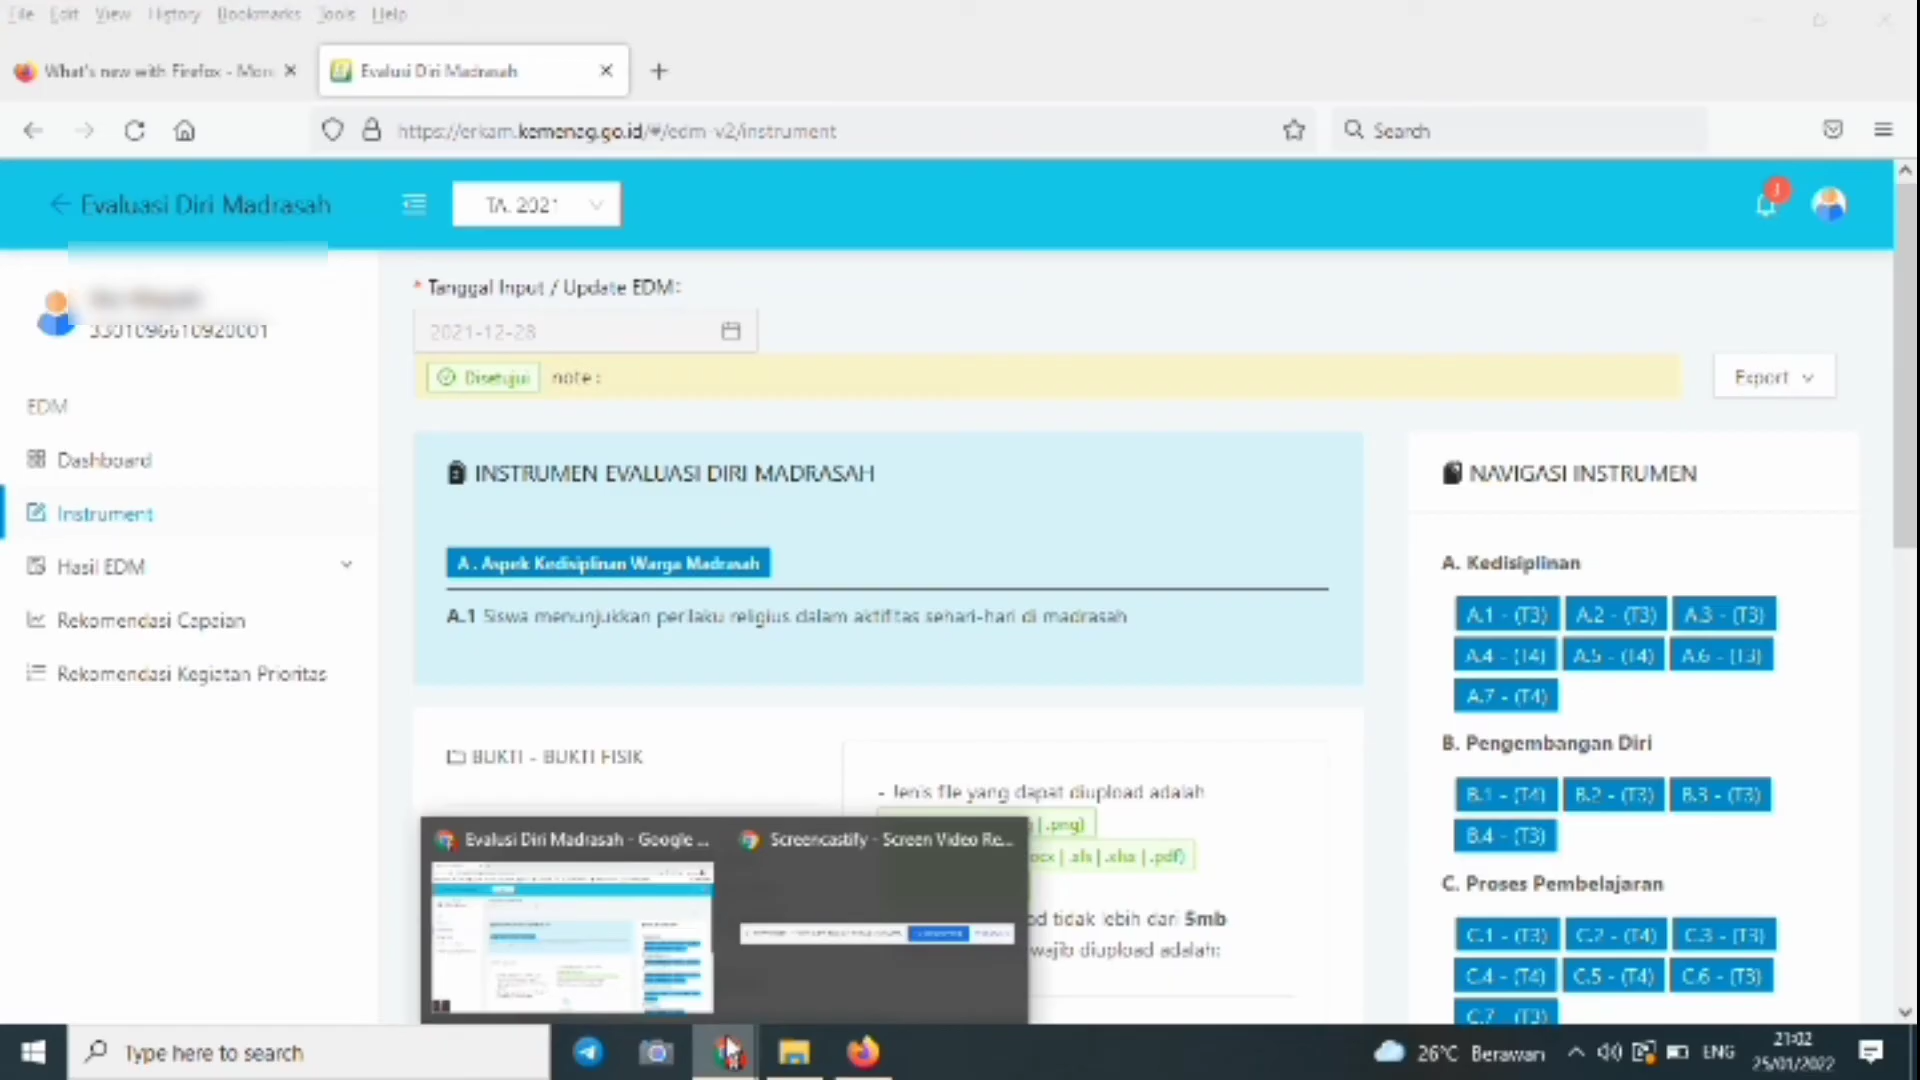 File Edit View History Bookmarks Tools Help
What's new with Firefox - More
Evalusi Diri Madrasah
https://erkam.kemenag.go.id/#/edm-v2/instrument
Search
Evaluasi Diri Madrasah
TA. 2021
* Tanggal Input / Update EDM:
3301096610920001
2021-12-28
Disetujui note :
Export
EDM
Dashboard
Instrument
Hasil EDM
Rekomendasi Capaian
Rekomendasi Kegiatan Prioritas
INSTRUMEN EVALUASI DIRI MADRASAH
A . Aspek Kedisiplinan Warga Madrasah
A.1 Siswa menunjukkan perilaku religius dalam aktifitas sehari-hari di madrasah
BUKTI - BUKTI FISIK
- Jenis file yang dapat diupload adalah
| .png)
| .xls | .xlsx | .pdf)
tidak lebih dari 5mb
wajib diupload adalah:
NAVIGASI INSTRUMEN
A. Kedisiplinan
A.1 - (T3) A.2 - (T3) A.3 - (T3)
A.4 - (T4) A.5 - (T4) A.6 - (T3)
A.7 - (T4)
B. Pengembangan Diri
B.1 - (T4) B.2 - (T3) B.3 - (T3)
B.4 - (T3)
C. Proses Pembelajaran
C.1 - (T3) C.2 - (T4) C.3 - (T3)
C.4 - (T4) C.5 - (T4) C.6 - (T3)
C.7 - (T3)
Evalusi Diri Madrasah - Google ...
Screencastify - Screen Video Re...
Type here to search
26°C Berawan
ENG
21:02
25/01/2022